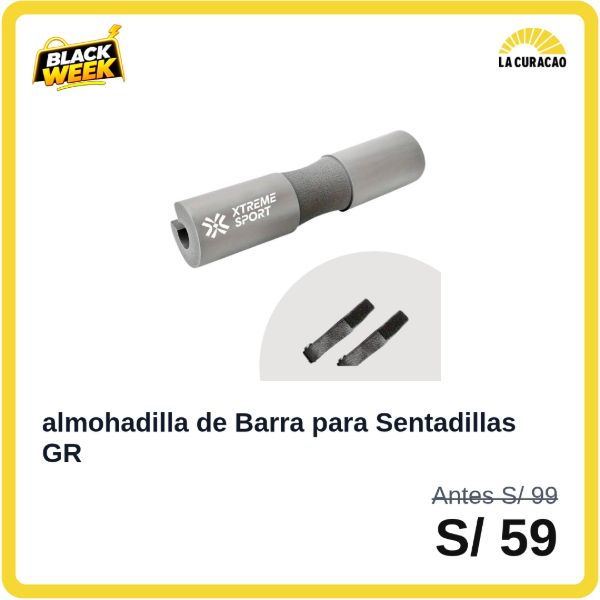 BLACK
WEEK
LA CURACAO
XTREME
SPORT
almohadilla de Barra para Sentadillas
GR
Antes S/ 99
S/ 59